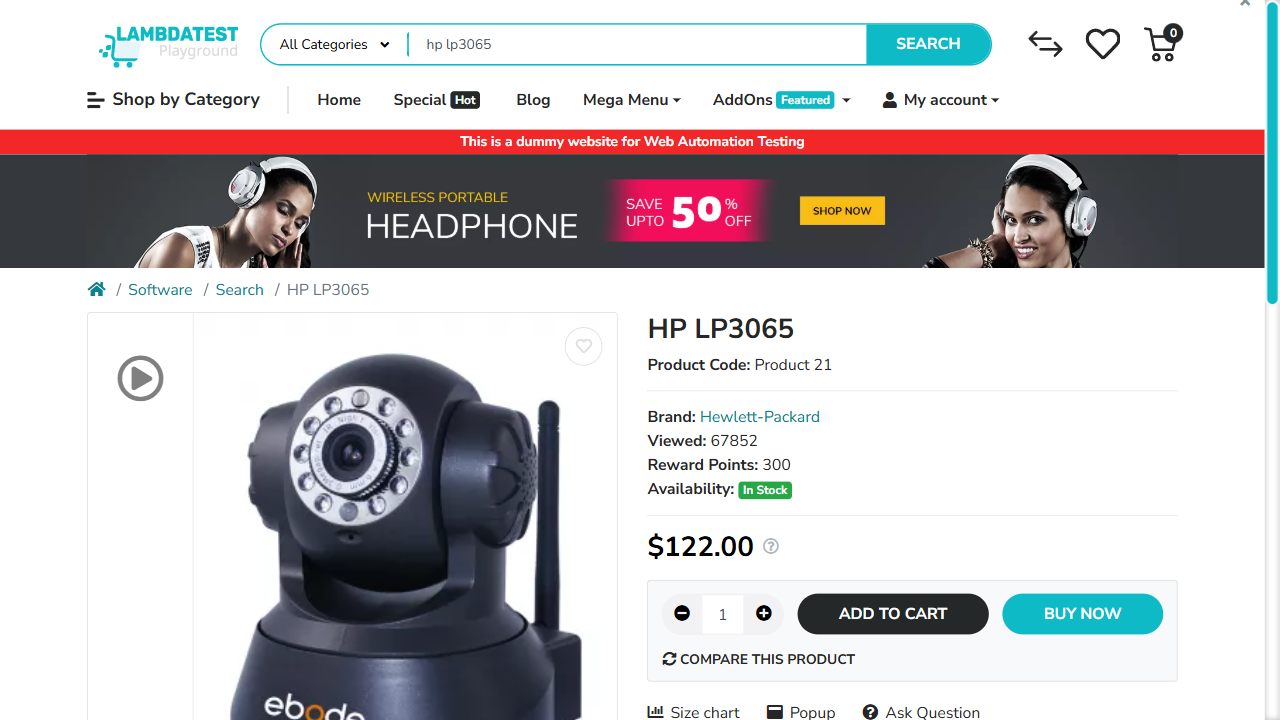 LAMBDATEST
Playground
All Categories
hp lp3065
SEARCH
0
Shop by Category
Home
Special Hot
Blog
Mega Menu
AddOns Featured
My account
This is a dummy website for Web Automation Testing
WIRELESS PORTABLE
HEADPHONE
SAVE UPTO 50% OFF
SHOP NOW
/ Software / Search / HP LP3065
HP LP3065
Product Code: Product 21
Brand: Hewlett-Packard
Viewed: 67852
Reward Points: 300
Availability: In Stock
$122.00
1
ADD TO CART
BUY NOW
COMPARE THIS PRODUCT
Size chart
Popup
Ask Question
ebode